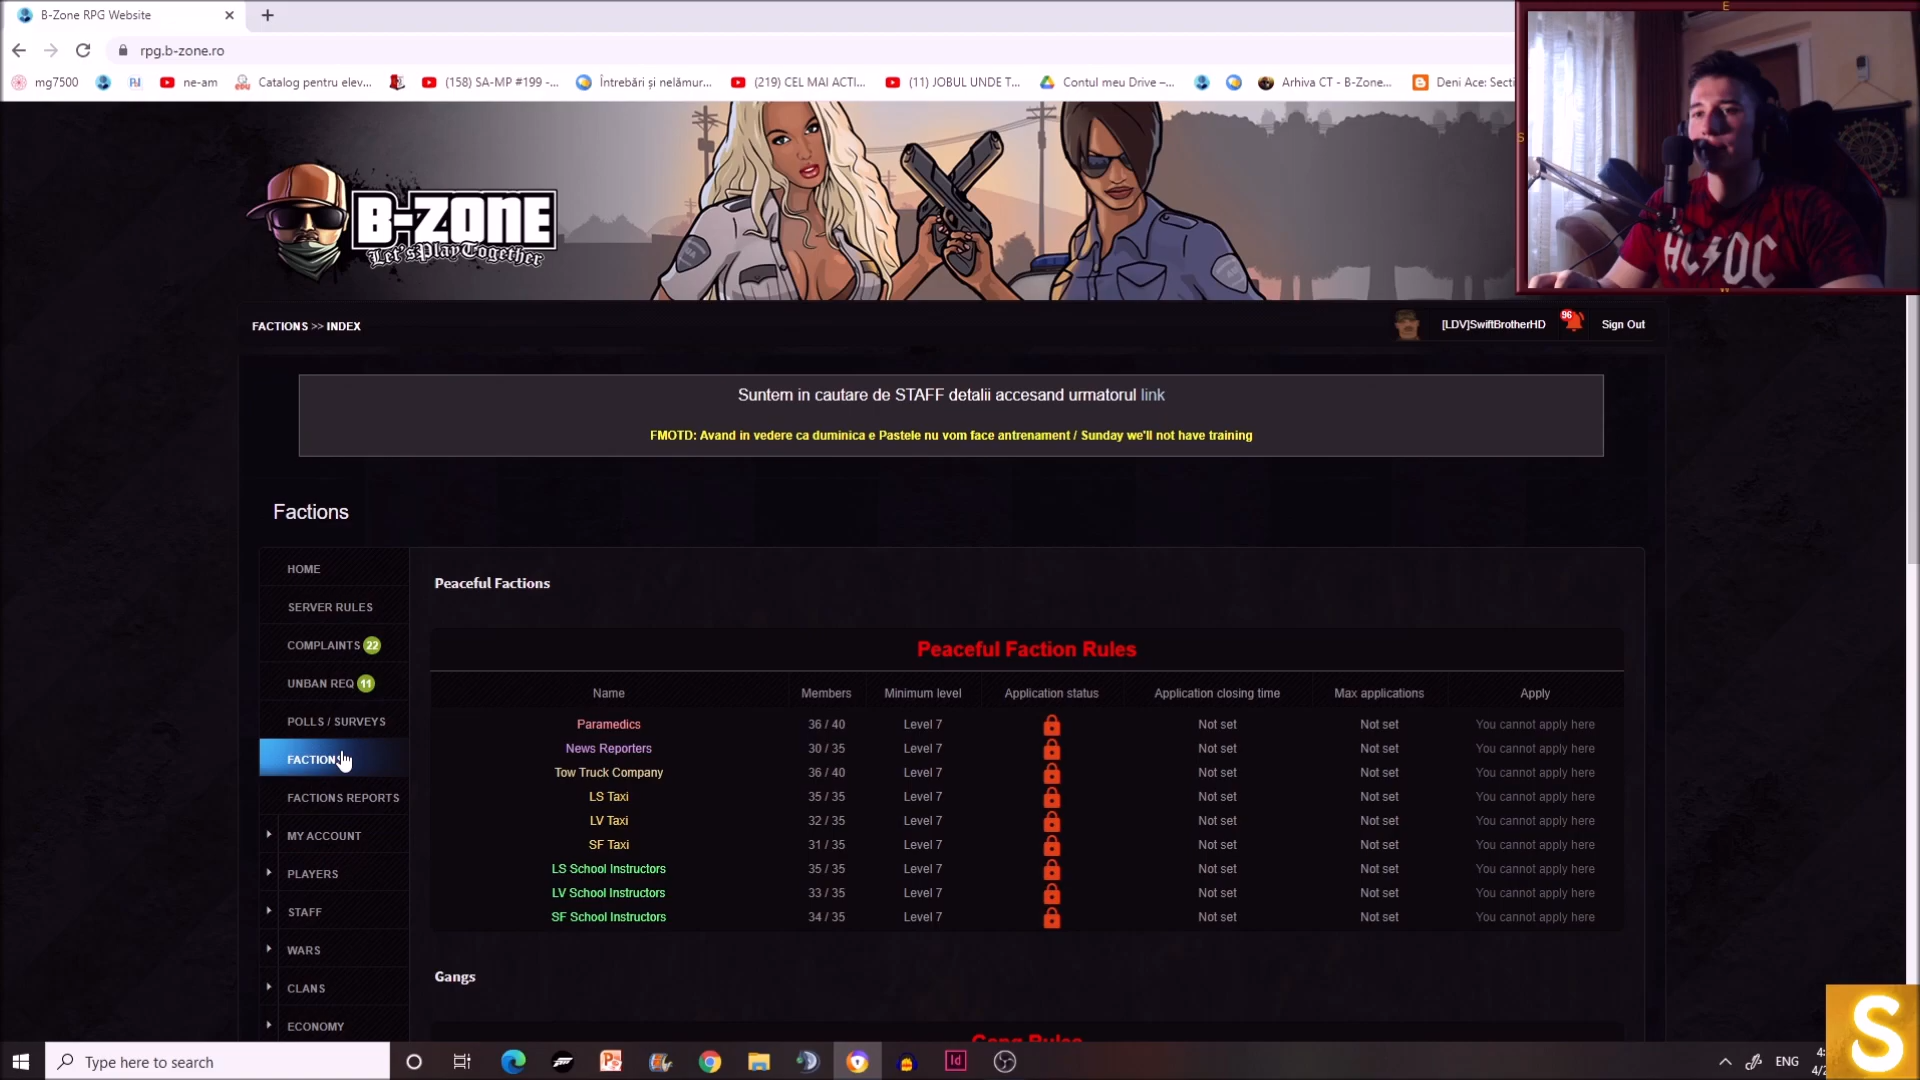 B-Zone RPG Website
rpg.b-zone.ro
mg7500 ne-am Catalog pentru elev... (158) SA-MP #199 -... Întrebări și nelămur... (219) CEL MAI ACTI... (11) JOBUL UNDE T... Contul meu Drive –... Arhiva CT - B-Zone... Deni Ace: Secti
B-ZONE
Let'sPlayTogether
E
S
AC⚡DC
FACTIONS >> INDEX
[LDV]SwiftBrotherHD 96 Sign Out
Suntem in cautare de STAFF detalii accesand urmatorul link
FMOTD: Avand in vedere ca duminica e Pastele nu vom face antrenament / Sunday we'll not have training
Factions
HOME
SERVER RULES
COMPLAINTS 22
UNBAN REQ 11
POLLS / SURVEYS
FACTION
FACTIONS REPORTS
MY ACCOUNT
PLAYERS
STAFF
WARS
CLANS
ECONOMY
Peaceful Factions
Peaceful Faction Rules
Name Members Minimum level Application status Application closing time Max applications Apply
Paramedics 36 / 40 Level 7 Not set Not set You cannot apply here
News Reporters 30 / 35 Level 7 Not set Not set You cannot apply here
Tow Truck Company 36 / 40 Level 7 Not set Not set You cannot apply here
LS Taxi 35 / 35 Level 7 Not set Not set You cannot apply here
LV Taxi 32 / 35 Level 7 Not set Not set You cannot apply here
SF Taxi 31 / 35 Level 7 Not set Not set You cannot apply here
LS School Instructors 35 / 35 Level 7 Not set Not set You cannot apply here
LV School Instructors 33 / 35 Level 7 Not set Not set You cannot apply here
SF School Instructors 34 / 35 Level 7 Not set Not set You cannot apply here
Gangs
Gang Rules
Type here to search
Id
ENG
S